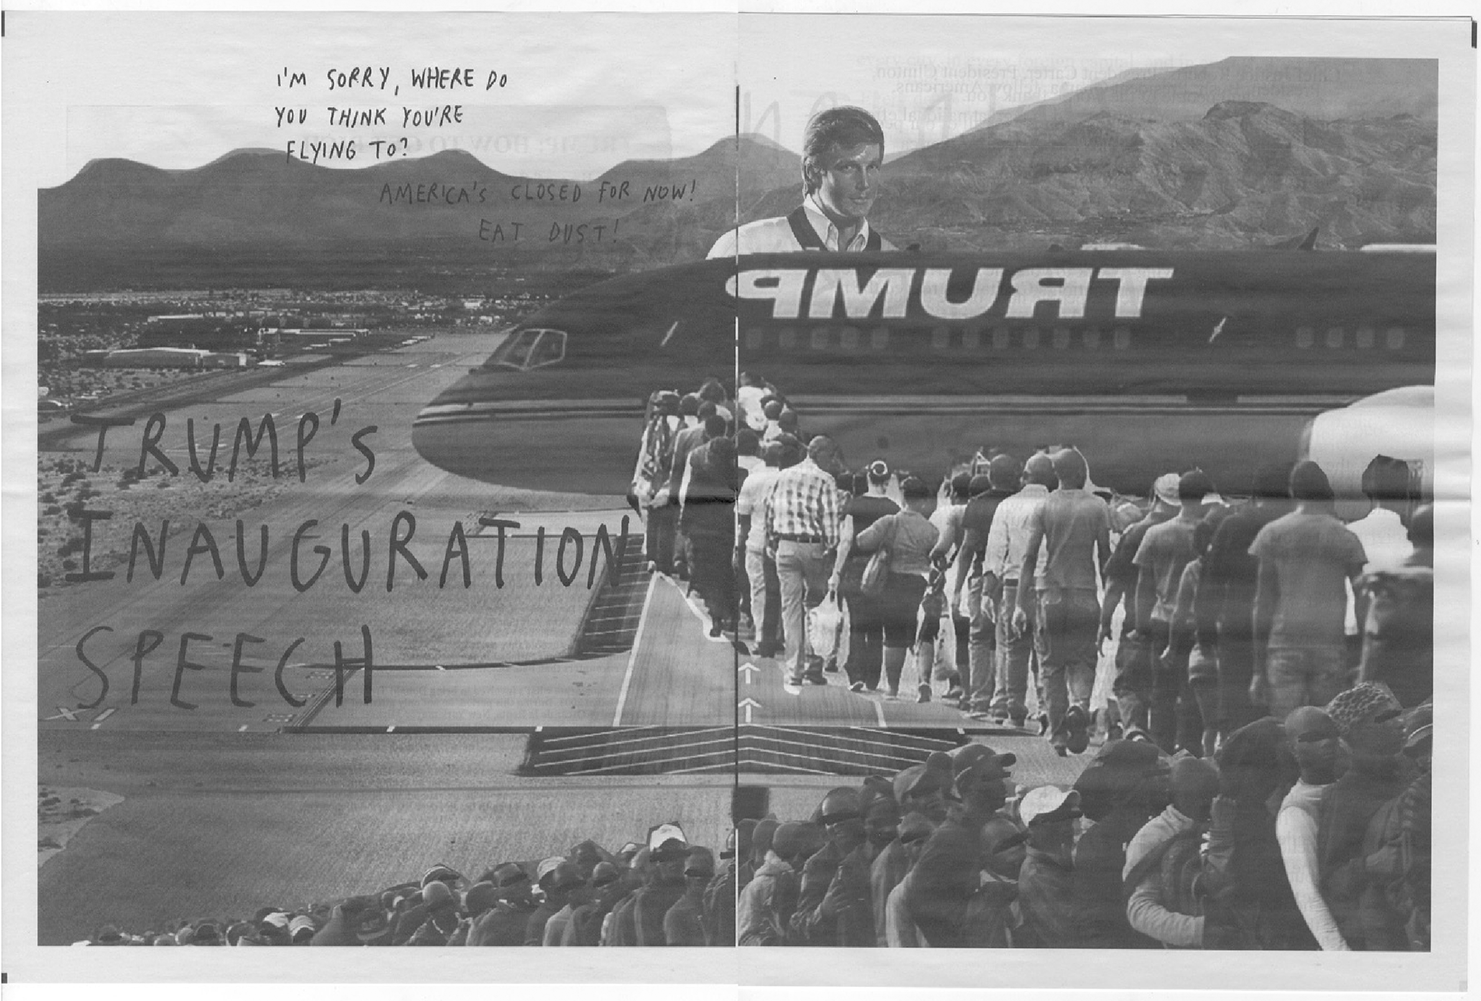 I'M SORRY, WHERE DO
YOU THINK YOU'RE
FLYING TO?
AMERICA'S CLOSED FOR NOW!
EAT DUST!
TRUMP
TRUMP'S
INAUGURATION
SPEECH